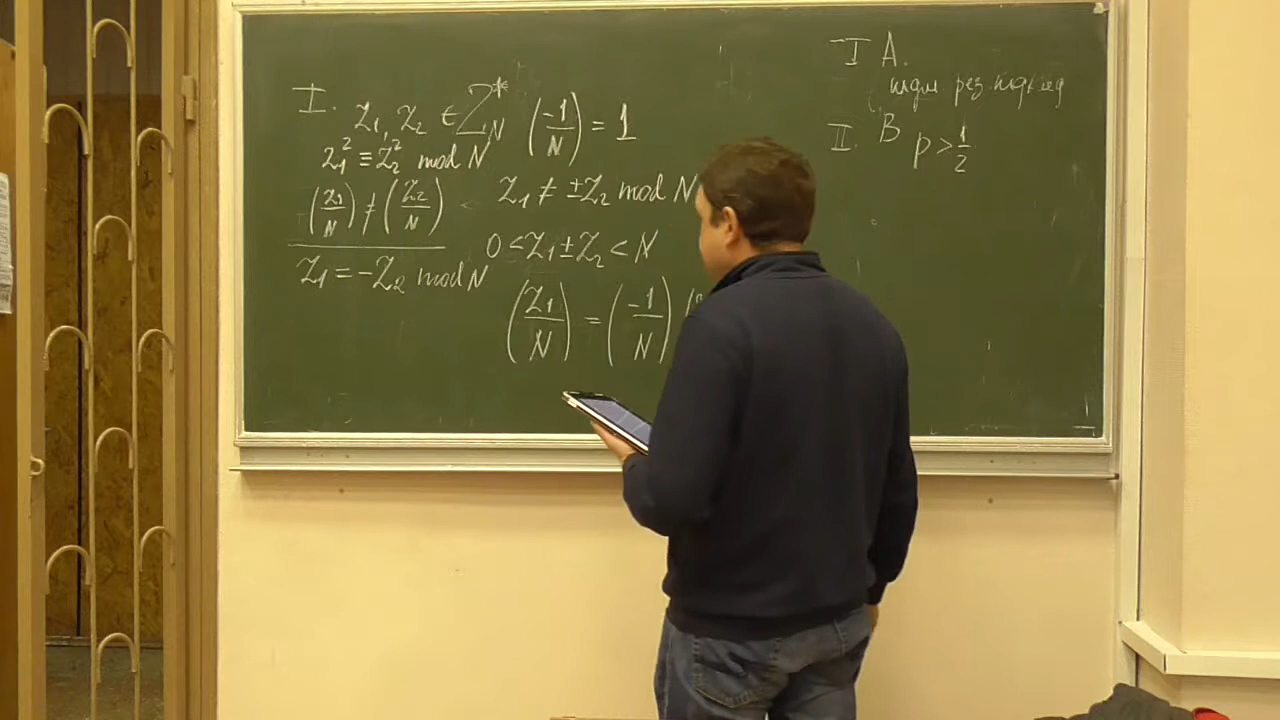 I. Z₁, Z₂ ∈ Z*_N (-1/N) = 1
Z₁² ≡ Z₂² mod N
(Z₁/N) ≠ (Z₂/N)
Z₁ ≠ ±Z₂ mod N
0 < Z₁ ± Z₂ < N
Z₁ = -Z₂ mod N
(Z₁/N) = (-1/N)
I A.
рез
II. B p > 1/2